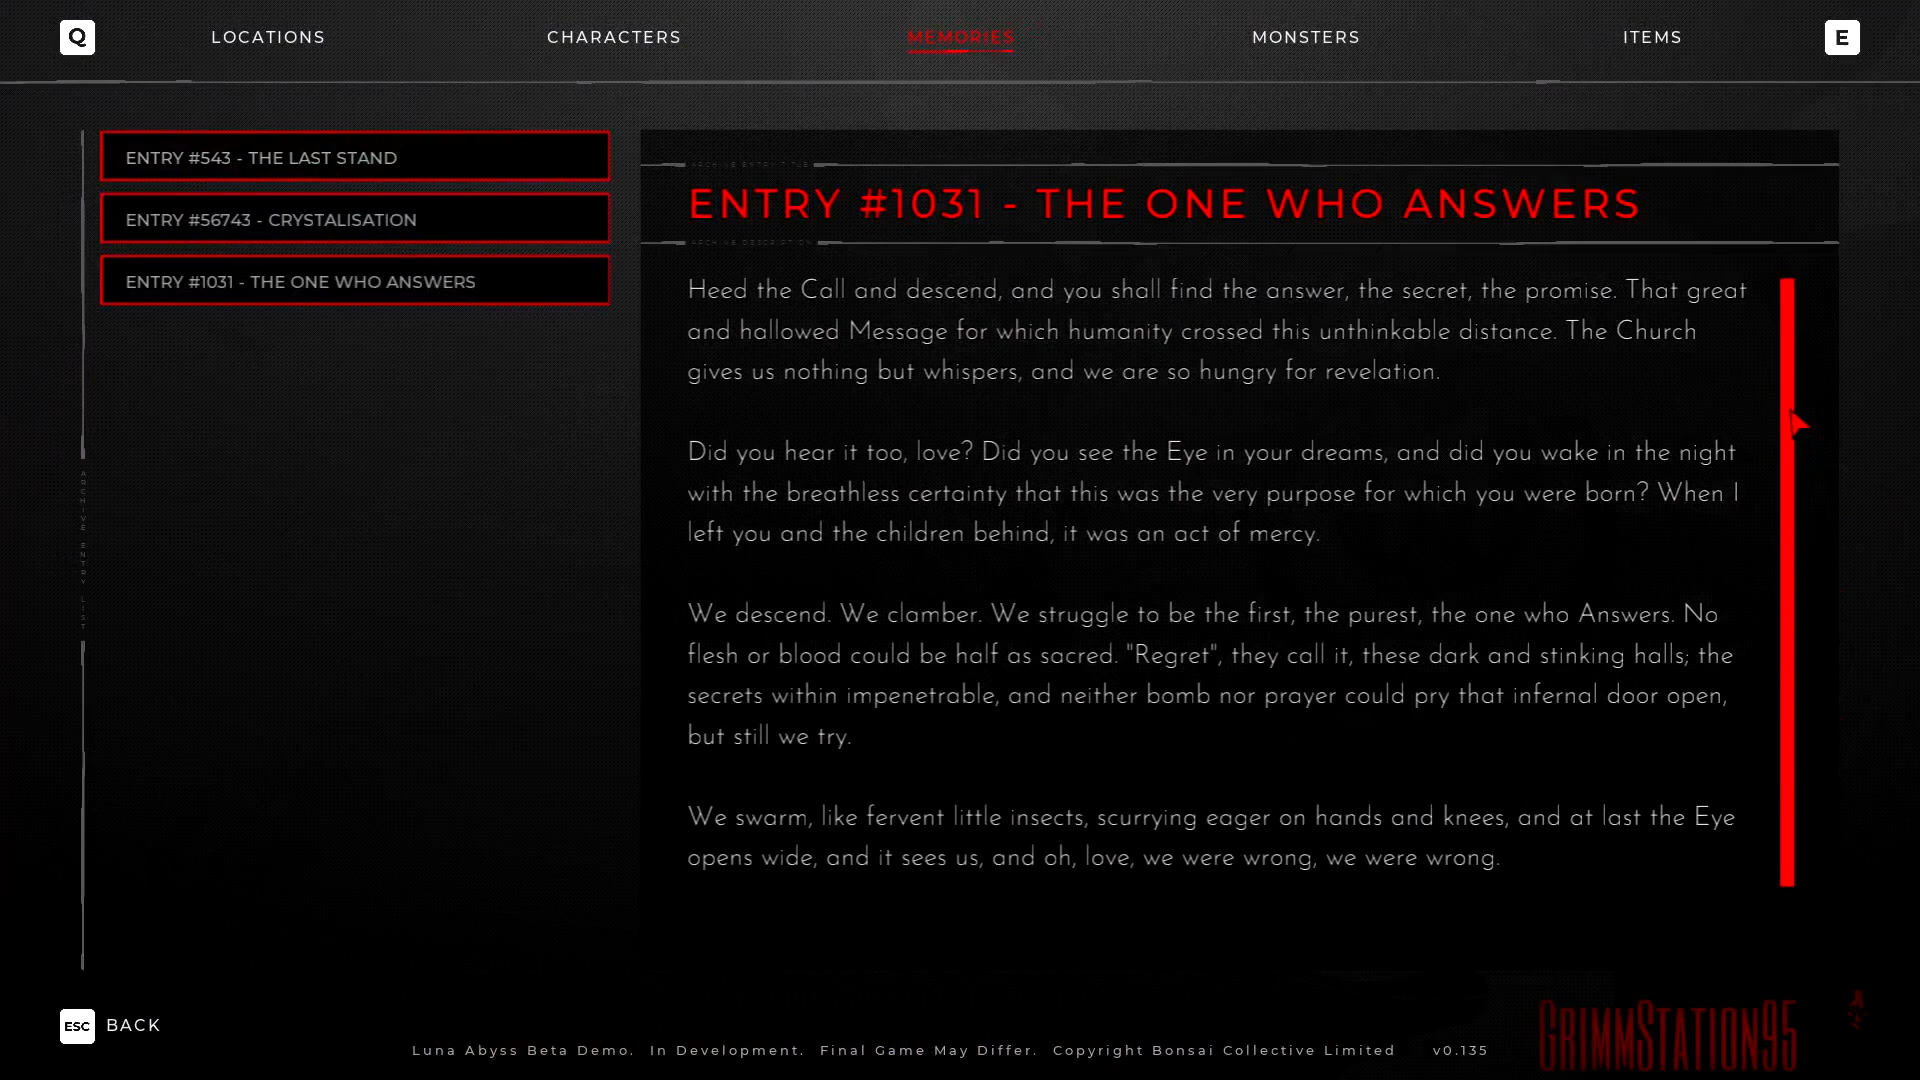 Q
LOCATIONS
CHARACTERS
MEMORIES
MONSTERS
ITEMS
E
ENTRY #543 - THE LAST STAND
ENTRY #56743 - CRYSTALISATION
ENTRY #1031 - THE ONE WHO ANSWERS
ARCHIVE ENTRY LIST
ARCHIVE ENTRY TITLE
ENTRY #1031 - THE ONE WHO ANSWERS
ARCHIVE DESCRIPTION
Heed the Call and descend, and you shall find the answer, the secret, the promise. That great
and hallowed Message for which humanity crossed this unthinkable distance. The Church
gives us nothing but whispers, and we are so hungry for revelation.
Did you hear it too, love? Did you see the Eye in your dreams, and did you wake in the night
with the breathless certainty that this was the very purpose for which you were born? When I
left you and the children behind, it was an act of mercy.
We descend. We clamber. We struggle to be the first, the purest, the one who Answers. No
flesh or blood could be half as sacred. "Regret", they call it, these dark and stinking halls; the
secrets within impenetrable, and neither bomb nor prayer could pry that infernal door open,
but still we try.
We swarm, like fervent little insects, scurrying eager on hands and knees, and at last the Eye
opens wide, and it sees us, and oh, love, we were wrong, we were wrong.
ESC BACK
Luna Abyss Beta Demo. In Development. Final Game May Differ. Copyright Bonsai Collective Limited v0.135
GRIMMSTATION95